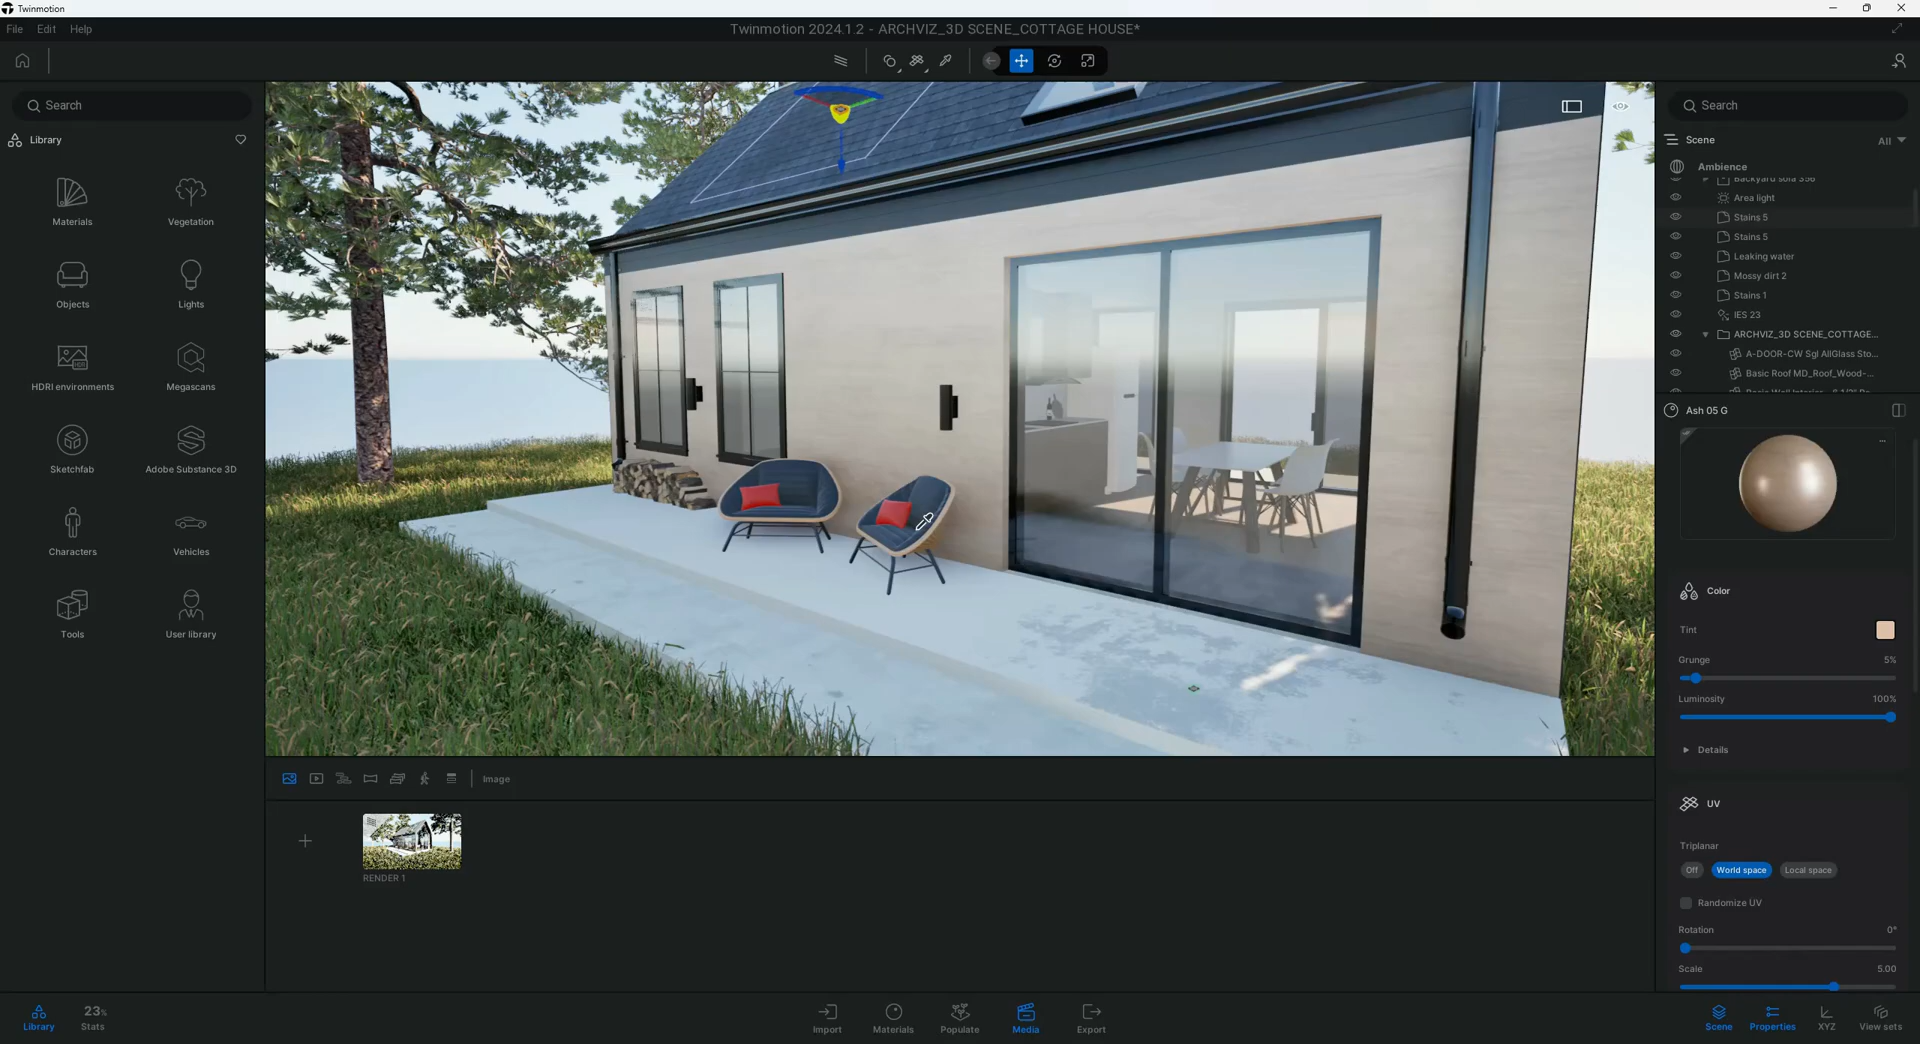 Twinmotion
File Edit Help
Twinmotion 2024.1.2 - ARCHVIZ_3D SCENE_COTTAGE HOUSE*
Search
Library
Materials
Vegetation
Objects
Lights
HDRI environments
Megascans
Sketchfab
Adobe Substance 3D
Characters
Vehicles
Tools
User library
Image
RENDER 1
Search
Scene
All
Ambience
Backyard sofa 356
Area light
Stains 5
Stains 5
Leaking water
Mossy dirt 2
Stains 1
IES 23
ARCHVIZ_3D SCENE_COTTAGE...
A-DOOR-CW Sgl AllGlass Sto...
Basic Roof MD_Roof_Wood-...
Ash 05 G
Color
Tint
Grunge 5%
Luminosity 100%
Details
UV
Triplanar
Off World space Local space
Randomize UV
Rotation 0°
Scale 5.00
Library
23%
Stats
Import
Materials
Populate
Media
Export
Scene
Properties
XYZ
View sets